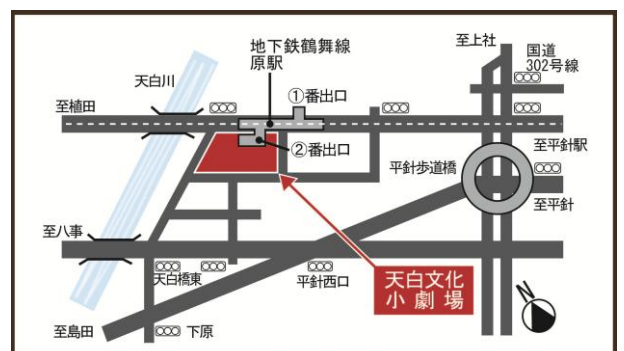 至上社
国道
302号線
地下鉄鶴舞線
原駅
天白川
①番出口
至植田
②番出口
至平針駅
平針歩道橋
至平針
至八事
天白橋東
平針西口
天白文化
小劇場
至島田
下原
N